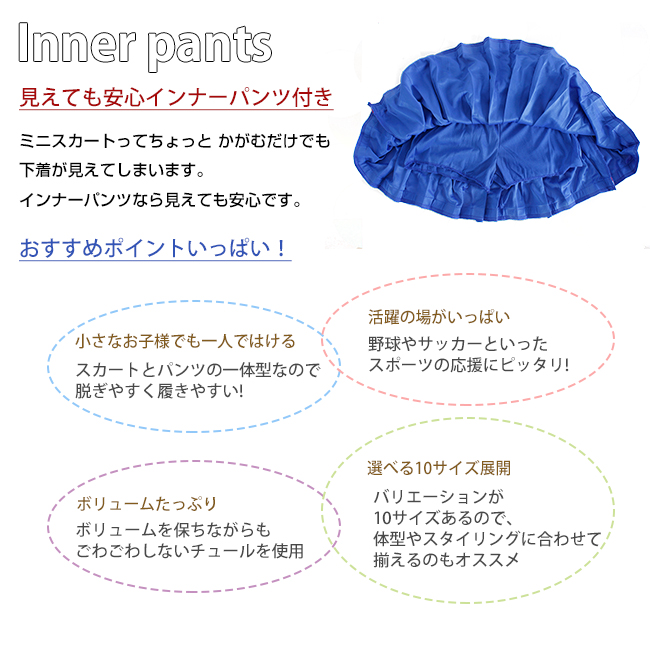 Inner pants
見えても安心インナーパンツ付き
ミニスカートってちょっと かがむだけでも
下着が見えてしまいます。
インナーパンツなら見えても安心です。
おすすめポイントいっぱい！
小さなお子様でも一人ではける
スカートとパンツの一体型なので
脱ぎやすく履きやすい!
活躍の場がいっぱい
野球やサッカーといった
スポーツの応援にピッタリ!
ボリュームたっぷり
ボリュームを保ちながらも
ごわごわしないチュールを使用
選べる10サイズ展開
バリエーションが
10サイズあるので、
体型やスタイリングに合わせて
揃えるのもオススメ